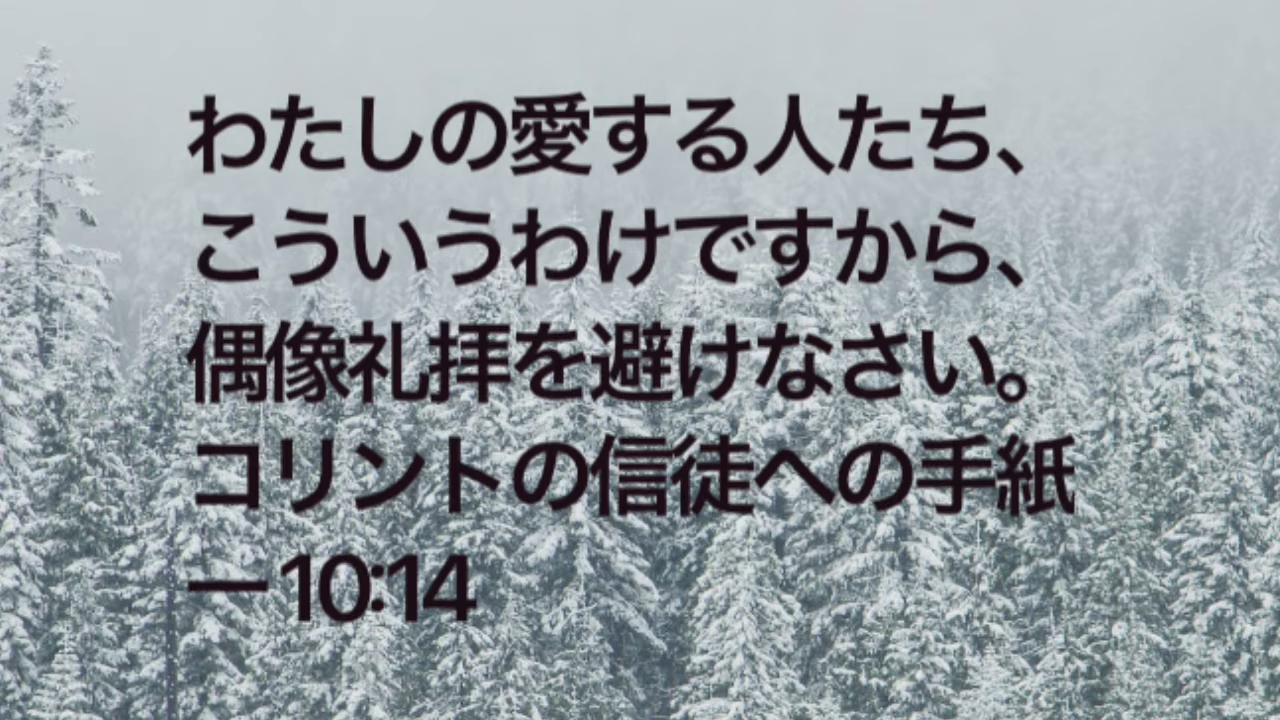 わたしの愛する人たち、
こういうわけですから、
偶像礼拝を避けなさい。
コリントの信徒への手紙
一 10:14